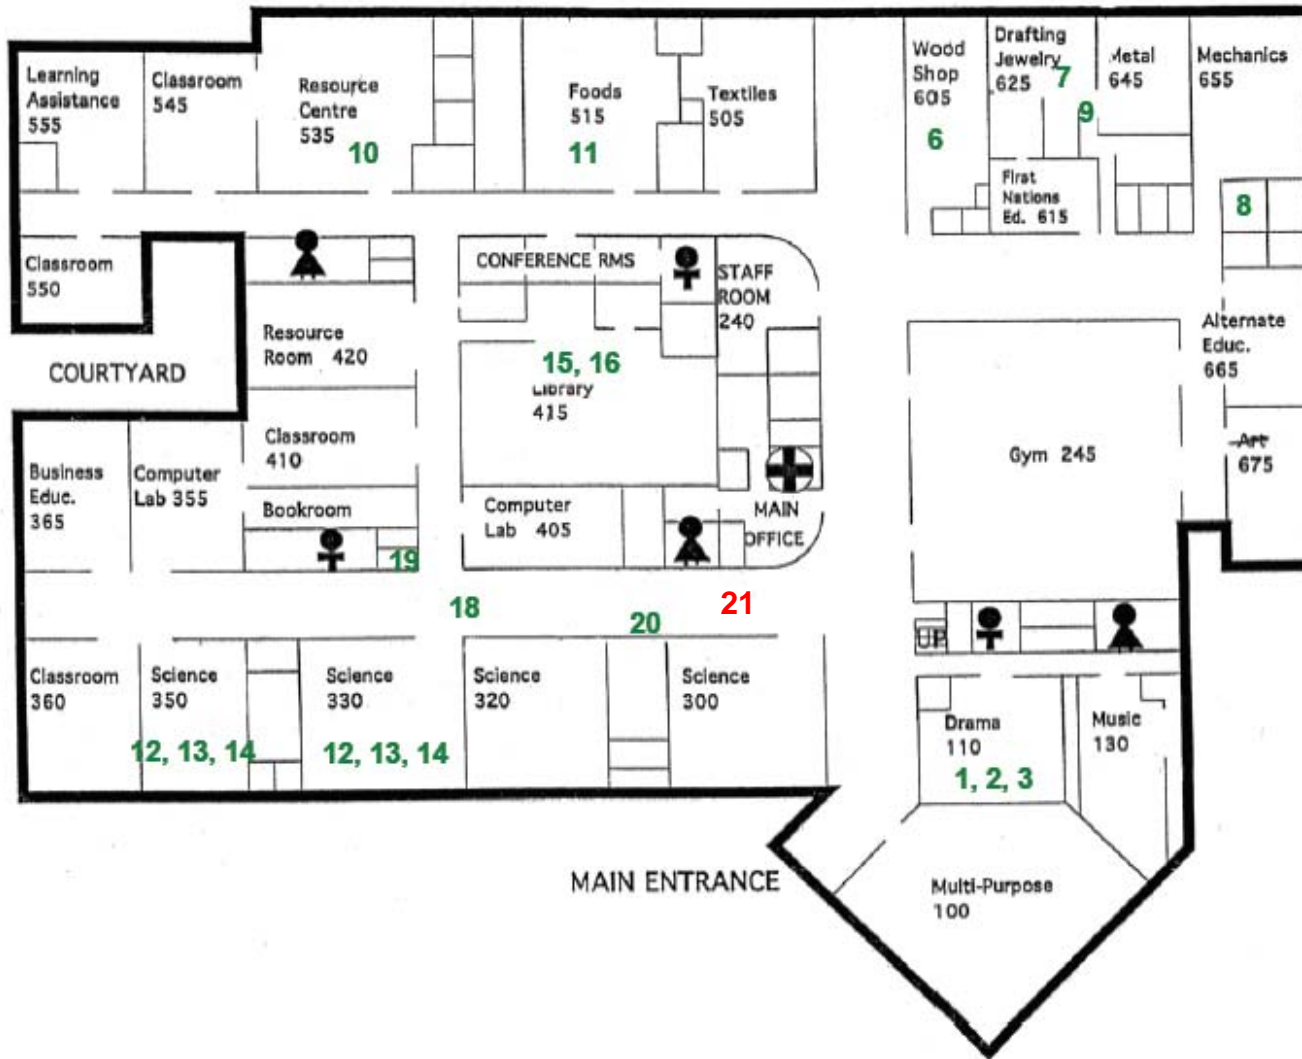 Learning
Assistance
555
Classroom
545
Resource
Centre
535
10
Foods
515
11
Textiles
505
Wood
Shop
605
6
Drafting
Jewelry
625
7
9
Metal
645
Mechanics
655
First
Nations
Ed. 615
8
Classroom
550
CONFERENCE RMS
STAFF
ROOM
240
Resource
Room 420
COURTYARD
15, 16
Library
415
Alternate
Educ.
665
Classroom
410
Gym 245
Art
675
Business
Educ.
365
Computer
Lab 355
Bookroom
Computer
Lab 405
MAIN
OFFICE
19
18
20
21
UP
Classroom
360
Science
350
12, 13, 14
Science
330
12, 13, 14
Science
320
Science
300
Drama
110
1, 2, 3
Music
130
MAIN ENTRANCE
Multi-Purpose
100